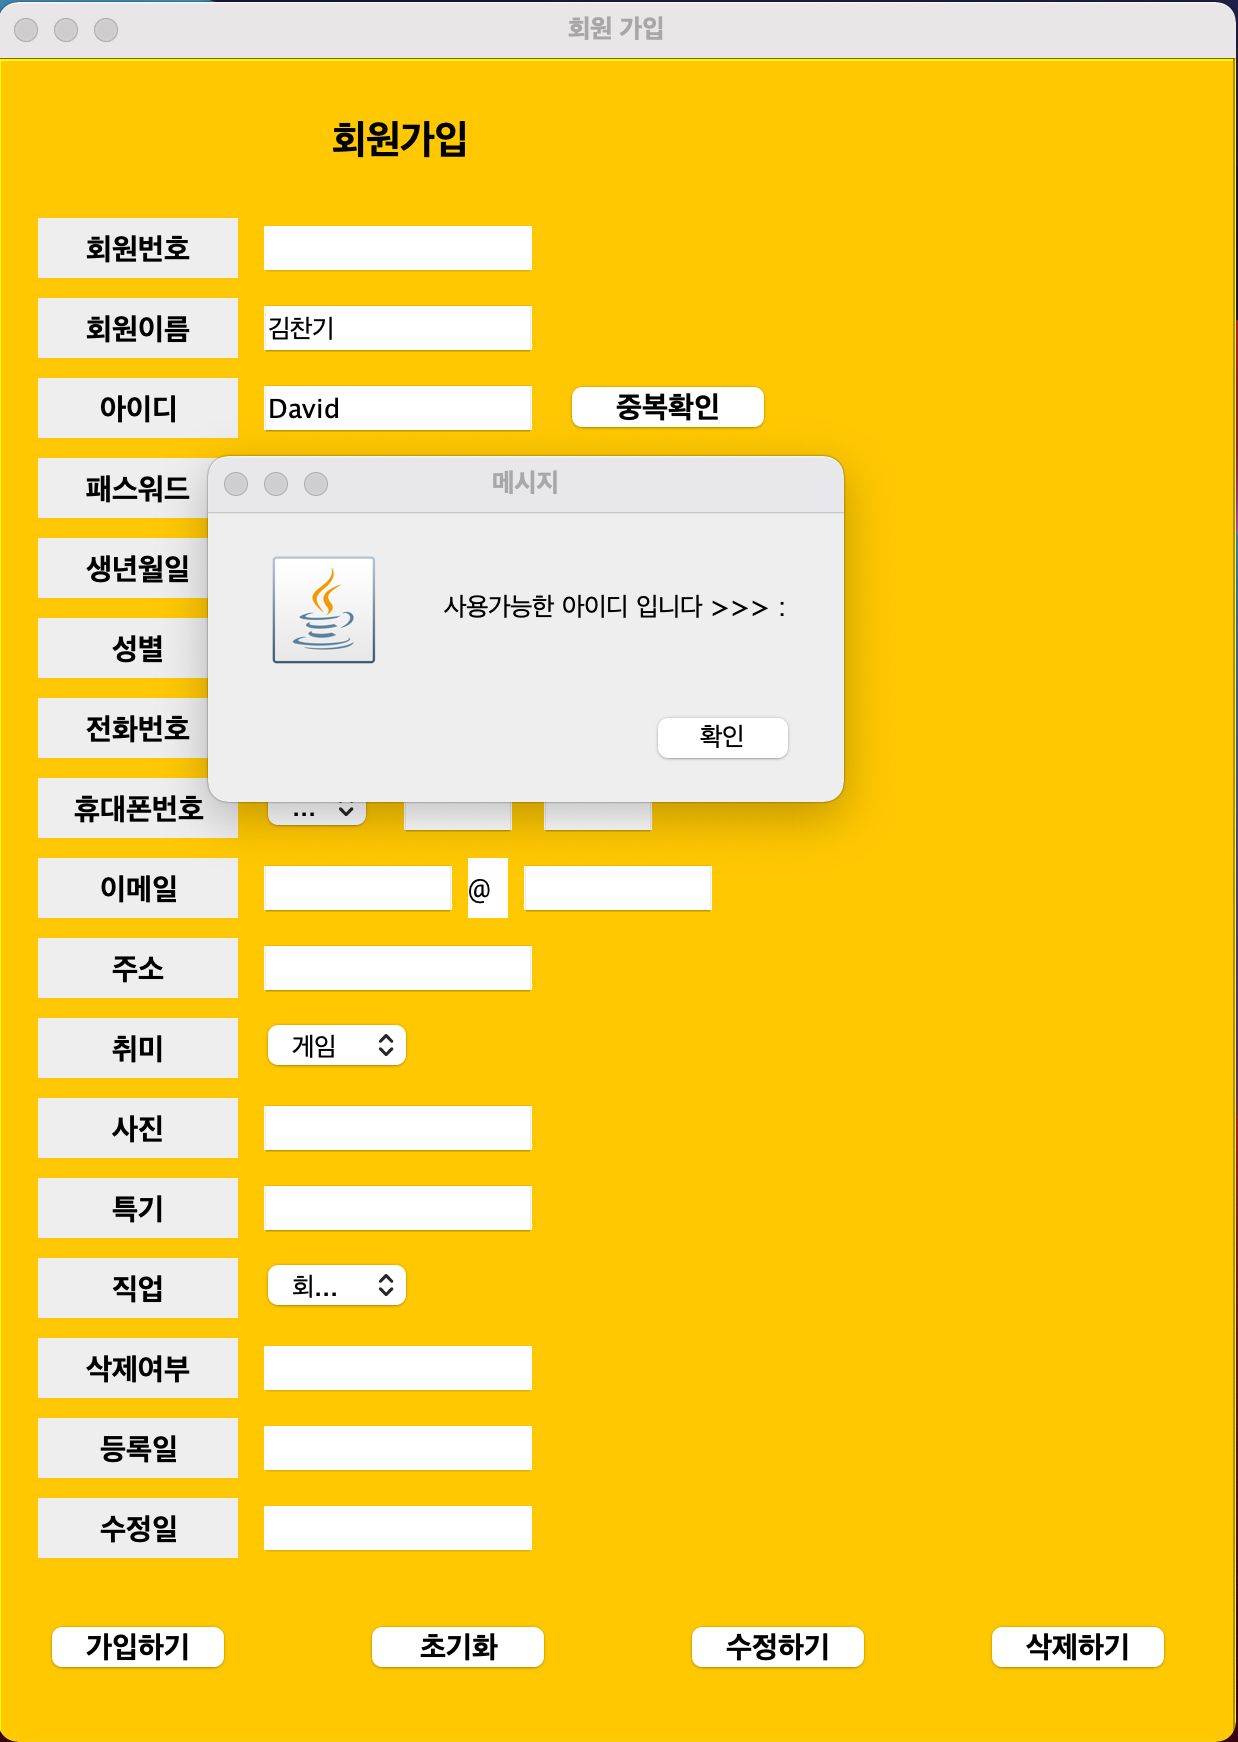 회원 가입
회원가입
회원번호
회원이름 김찬기
아이디 David 중복확인
메시지
패스워드
생년월일
사용가능한 아이디 입니다 >>> :
성별
전화번호
확인
휴대폰번호 ...
이메일 @
주소
취미 게임
사진
특기
직업 회...
삭제여부
등록일
수정일
가입하기 초기화 수정하기 삭제하기